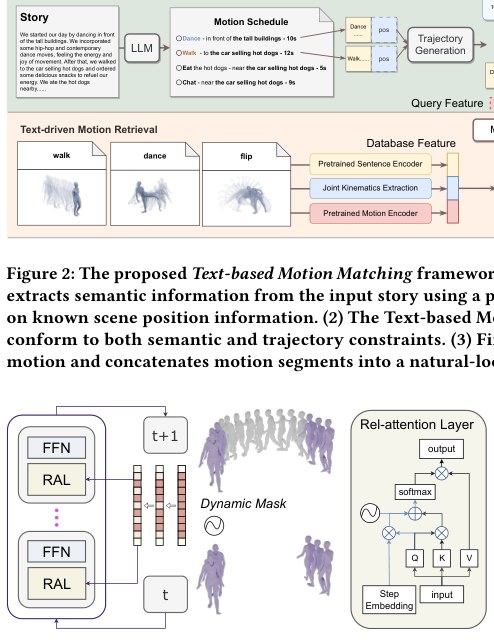 Story
We started our day by dancing in front
of the tall buildings. We incorporated
some hip-hop and contemporary
dance moves, feeling the energy and
joy of movement. After that, we walked
to the car selling hot dogs and ordered
some delicious snacks to refuel our
energy. We ate the hot dogs
nearby......
LLM
Motion Schedule
Dance - in front of the tall buildings - 10s
Walk - to the car selling hot dogs - 12s
Eat the hot dogs - near the car selling hot dogs - 5s
Chat - near the car selling hot dogs - 9s
Dance
......
pos
Walk......
pos
Trajectory
Generation
Query Feature
Text-driven Motion Retrieval
walk
dance
flip
Database Feature
Pretrained Sentence Encoder
Joint Kinematics Extraction
Pretrained Motion Encoder
Figure 2: The proposed Text-based Motion Matching framewor
extracts semantic information from the input story using a p
on known scene position information. (2) The Text-based Mo
conform to both semantic and trajectory constraints. (3) Fi
motion and concatenates motion segments into a natural-loo
FFN
RAL
FFN
RAL
t+1
t
Dynamic Mask
Rel-attention Layer
output
softmax
Q
K
V
Step
Embedding
input